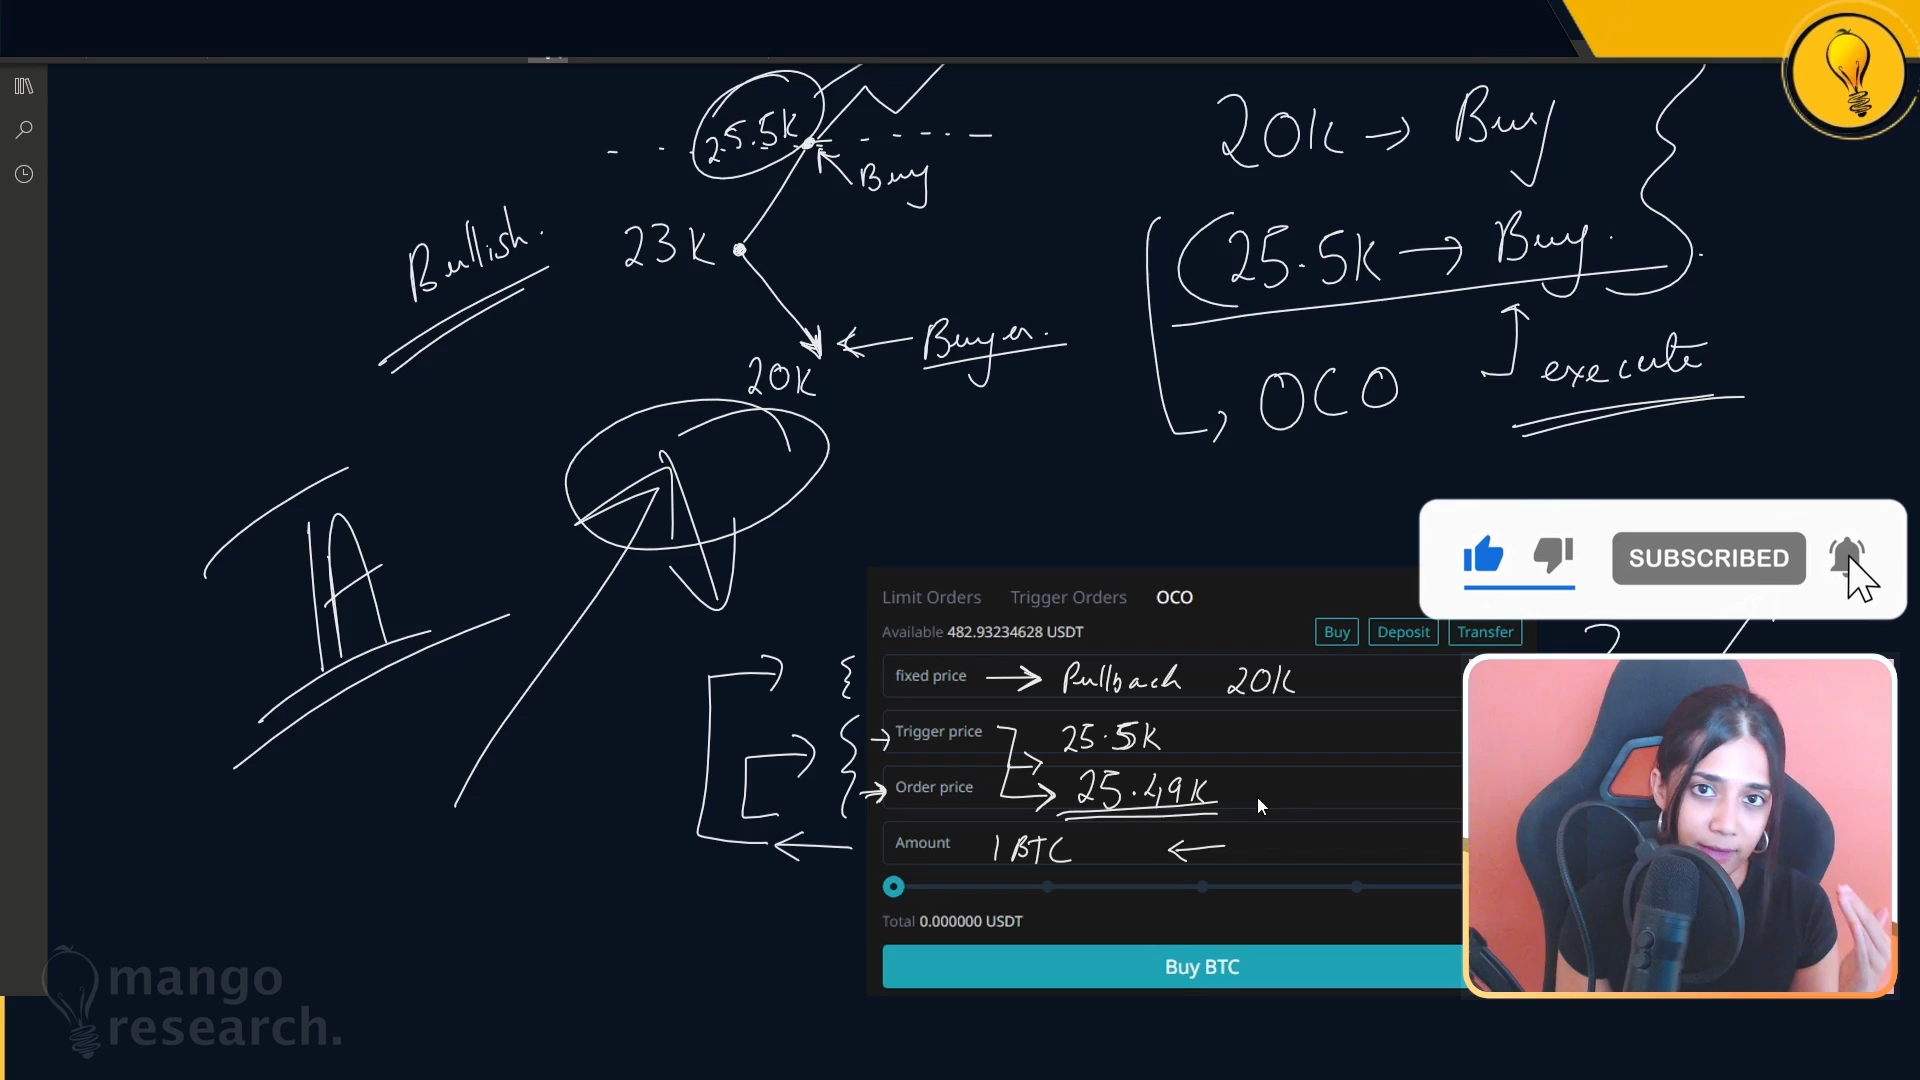 25.5K
Buy
23K
Bullish.
Buyer.
20K
20K → Buy
25.5K → Buy.
OCO
execute
TA
SUBSCRIBED
Limit Orders Trigger Orders OCO
Available 482.93234628 USDT Buy Deposit Transfer
fixed price → Pullback 20K
Trigger price 25.5K
Order price 25.49K
Amount 1 BTC
Total 0.000000 USDT
Buy BTC
mango
research.